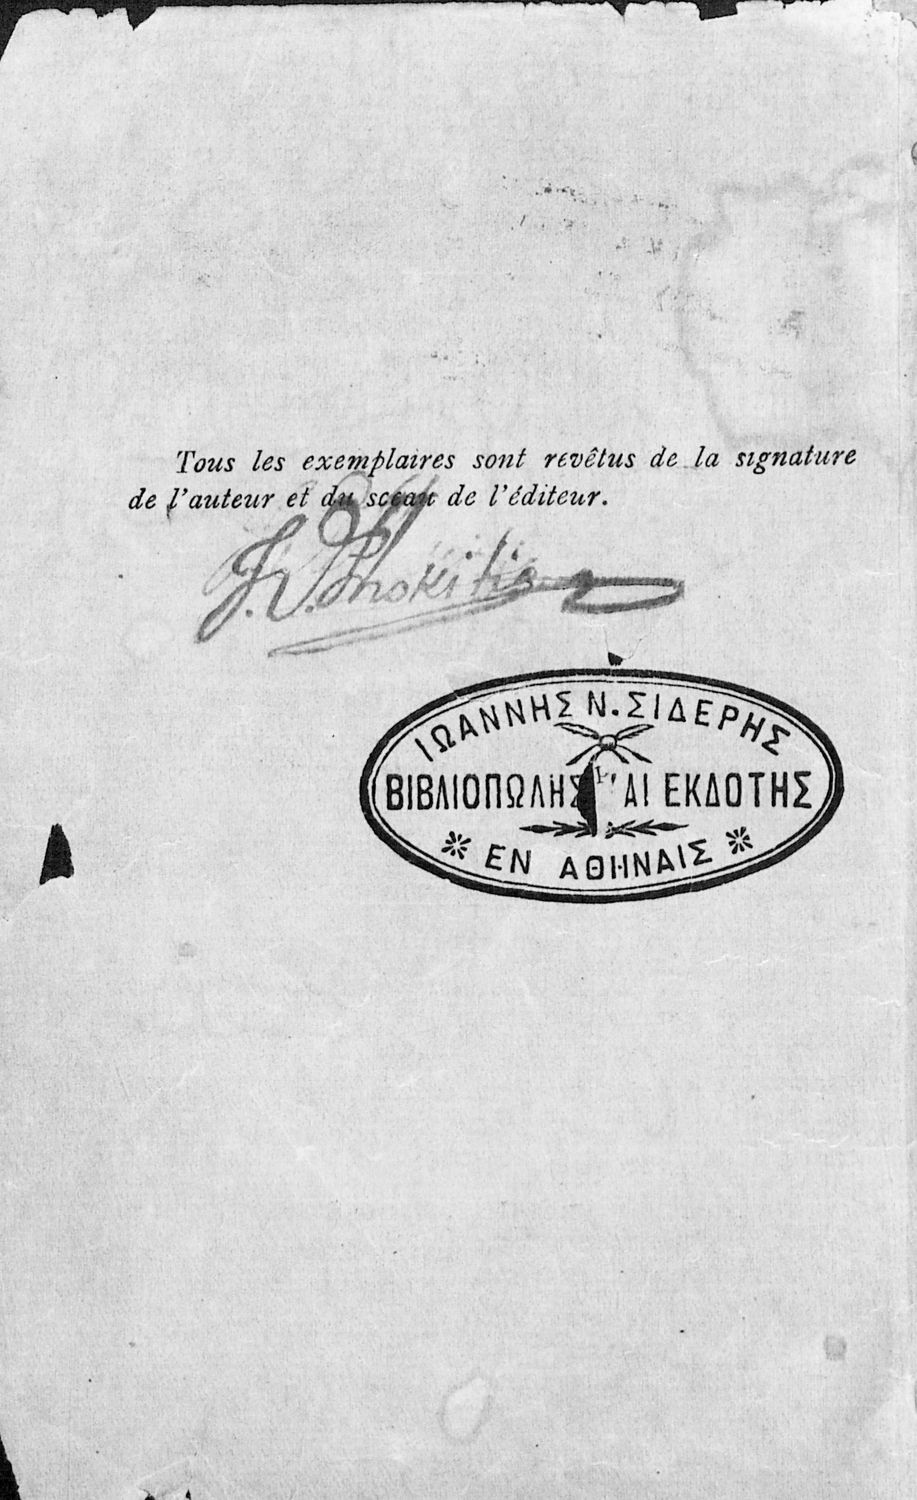 Tous les exemplaires sont revêtus de la signature
de l'auteur et du sceau de l'éditeur.
ΙΩΑΝΝΗΣ Ν. ΣΙΔΕΡΗΣ
ΒΙΒΛΙΟΠΩΛΗΣ ΕΚΔΟΤΗΣ
ΕΝ ΑΘΗΝΑΙΣ